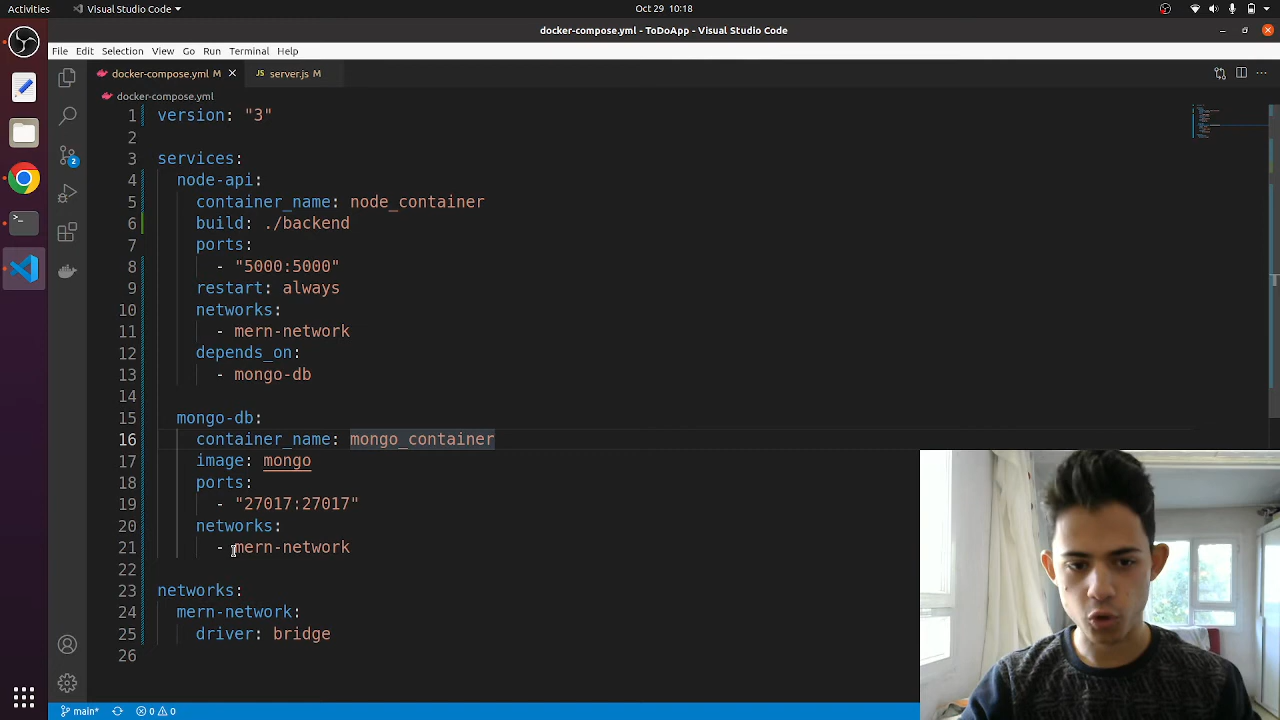 Activities
Visual Studio Code
Oct 29 10:18
docker-compose.yml - ToDoApp - Visual Studio Code
File Edit Selection View Go Run Terminal Help
docker-compose.yml M
JS server.js M
docker-compose.yml
1 version: "3"
2
3 services:
4 node-api:
5 container_name: node_container
6 build: ./backend
7 ports:
8 - "5000:5000"
9 restart: always
10 networks:
11 - mern-network
12 depends_on:
13 - mongo-db
14
15 mongo-db:
16 container_name: mongo_container
17 image: mongo
18 ports:
19 - "27017:27017"
20 networks:
21 - mern-network
22
23 networks:
24 mern-network:
25 driver: bridge
26
2
main* 0 0